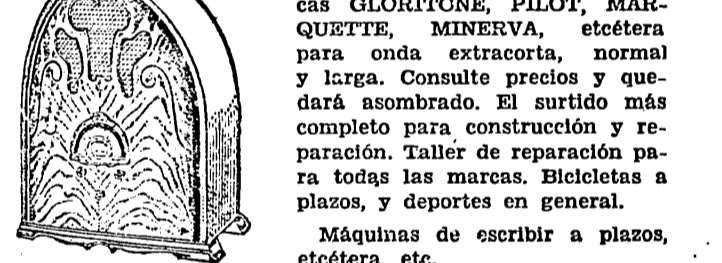 cas GLORITONE, PILOT, MAR-
QUETTE, MINERVA, etcétera
para onda extracorta, normal
y larga. Consulte precios y que-
dará asombrado. El surtido más
completo para construcción y re-
paración. Taller de reparación pa-
ra todas las marcas. Bicicletas a
plazos, y deportes en general.
Máquinas de escribir a plazos,
etcétera, etc.